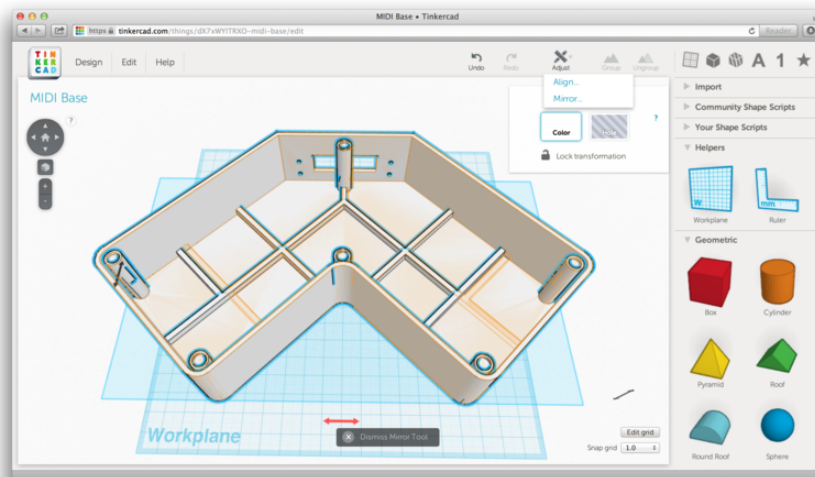 MIDI Base • Tinkercad
https tinkercad.com/things/dX7xWYITRXO-midi-base/edit
Reader
TIN
KER
CAD
Design Edit Help
Undo Redo Adjust Group Ungroup
A 1
Align...
Mirror...
MIDI Base
?
Color
Hole
?
Lock transformation
Import
Community Shape Scripts
Your Shape Scripts
Helpers
W
mm
Workplane Ruler
Geometric
Box Cylinder
Pyramid Roof
Round Roof Sphere
Workplane
Dismiss Mirror Tool
Edit grid
Snap grid 1.0